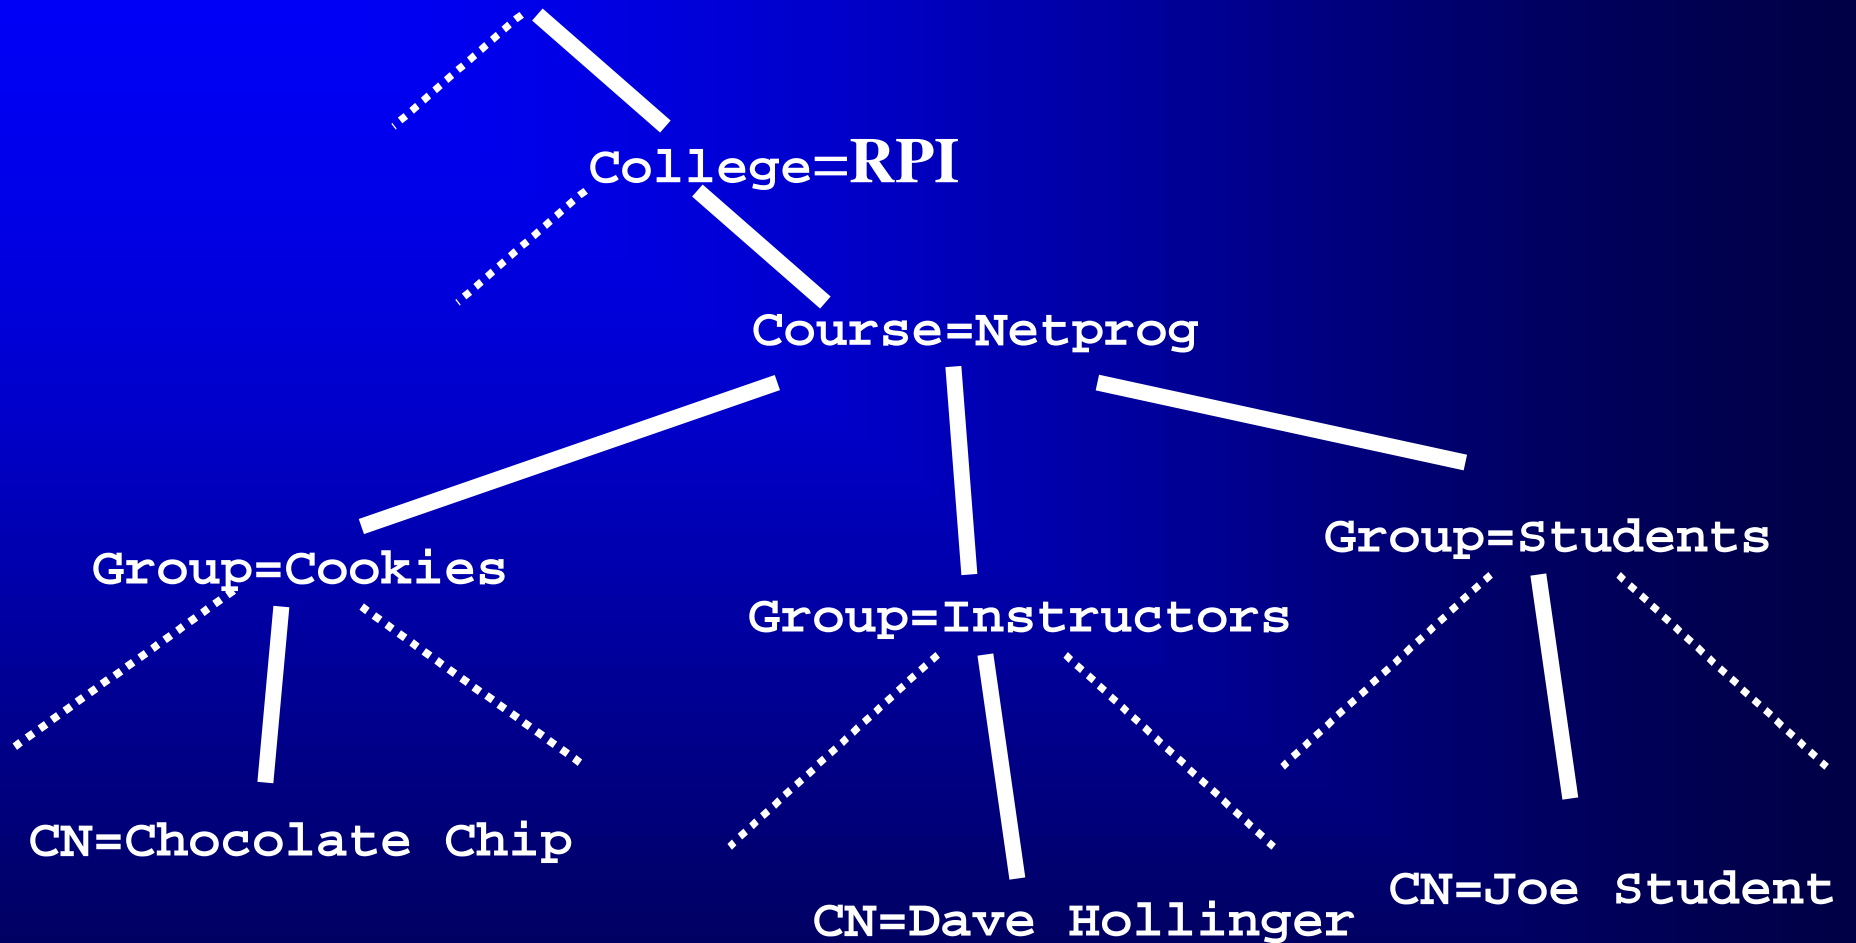 College=RPI
Course=Netprog
Group=Cookies
Group=Instructors
Group=Students
CN=Chocolate Chip
CN=Dave Hollinger
CN=Joe Student